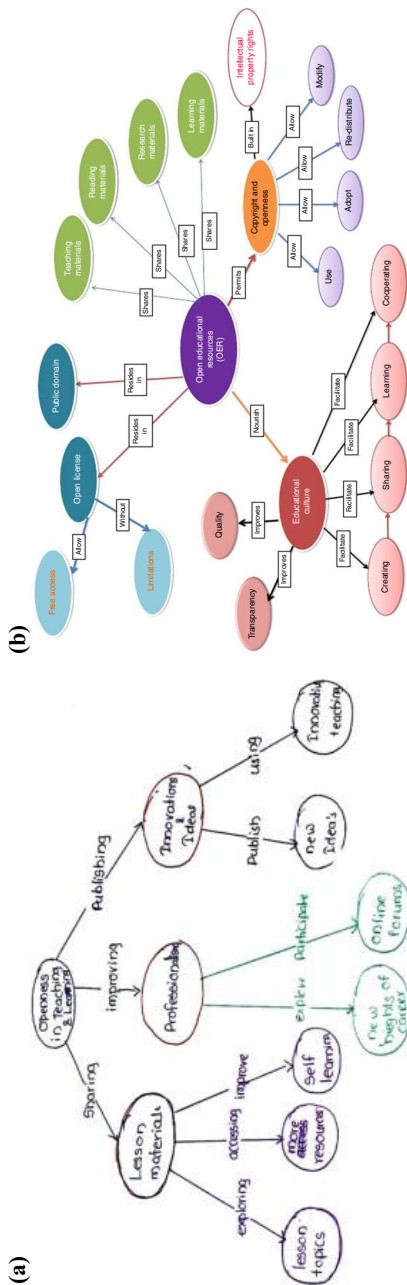 (a)
Openness
in Teaching
& Learning
Sharing
improving
Publishing
Lesson
materials
Professionalism
Innovations
&
Ideas
exploring
accessing
improve
Participate
Publish
using
lesson
topics
more
resources
self
learning
new
heights of
career
online
forums
new
Ideas
teaching
(b)
Free access
Allow
Limitations
Without
Open license
Resides
in
Public domain
Resides
in
Teaching
materials
Shares
Reading
materials
Shares
Research
materials
Shares
Learning
materials
Shares
Open educational
resources
(OER)
Permits
Copyright and
openness
Built in
Intellectual
property rights
Allow
Use
Allow
Adopt
Allow
Re-distribute
Allow
Modify
Nourish
Educational
culture
Improves
Transparency
Improves
Quality
Facilitate
Creating
Facilitate
Sharing
Facilitate
Learning
Facilitate
Cooperating